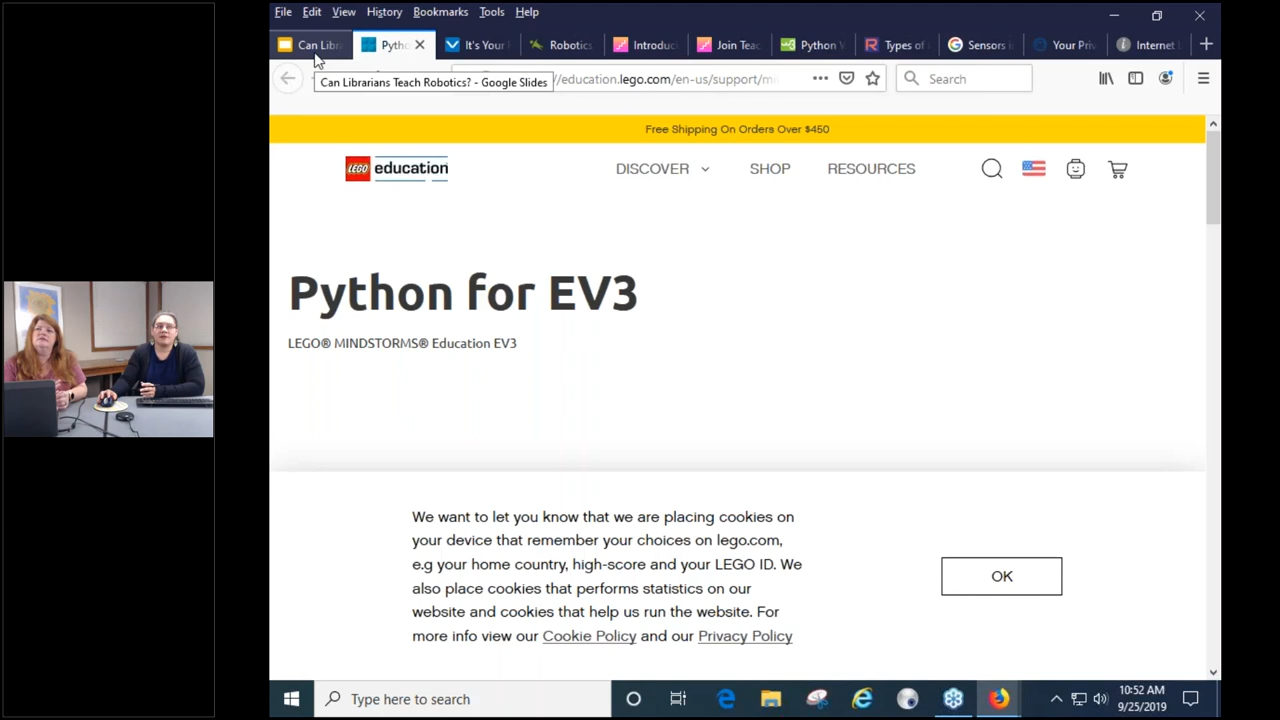 File Edit View History Bookmarks Tools Help
Can Libr Pytho It's Your Robotics Introduc Join Tea Python V Types of Sensors i Your Pri Internet
Can Librarians Teach Robotics? - Google Slides
//education.lego.com/en-us/support/mi
Search
Free Shipping On Orders Over $450
LEGO education
DISCOVER SHOP RESOURCES
Python for EV3
LEGO® MINDSTORMS® Education EV3
We want to let you know that we are placing cookies on
your device that remember your choices on lego.com,
e.g your home country, high-score and your LEGO ID. We
also place cookies that performs statistics on our
website and cookies that help us run the website. For
more info view our Cookie Policy and our Privacy Policy
OK
Type here to search
10:52 AM
9/25/2019